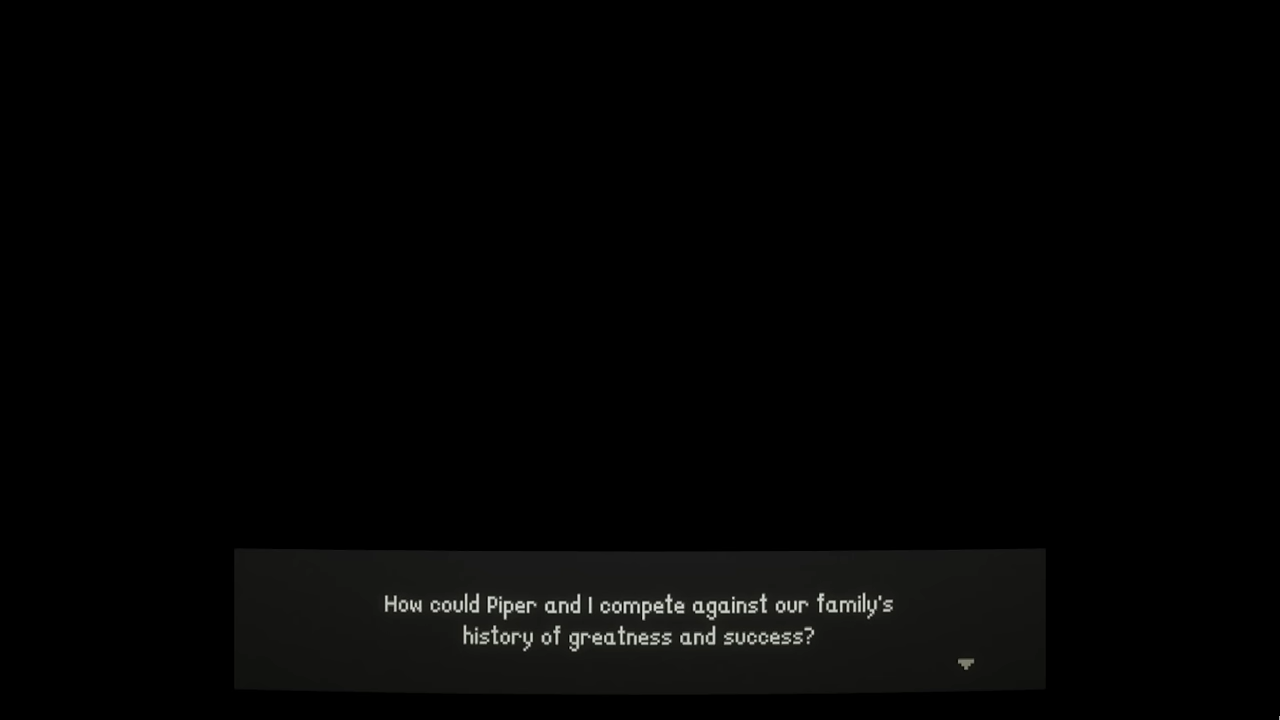 How could Piper and I compete against our family's
history of greatness and success?